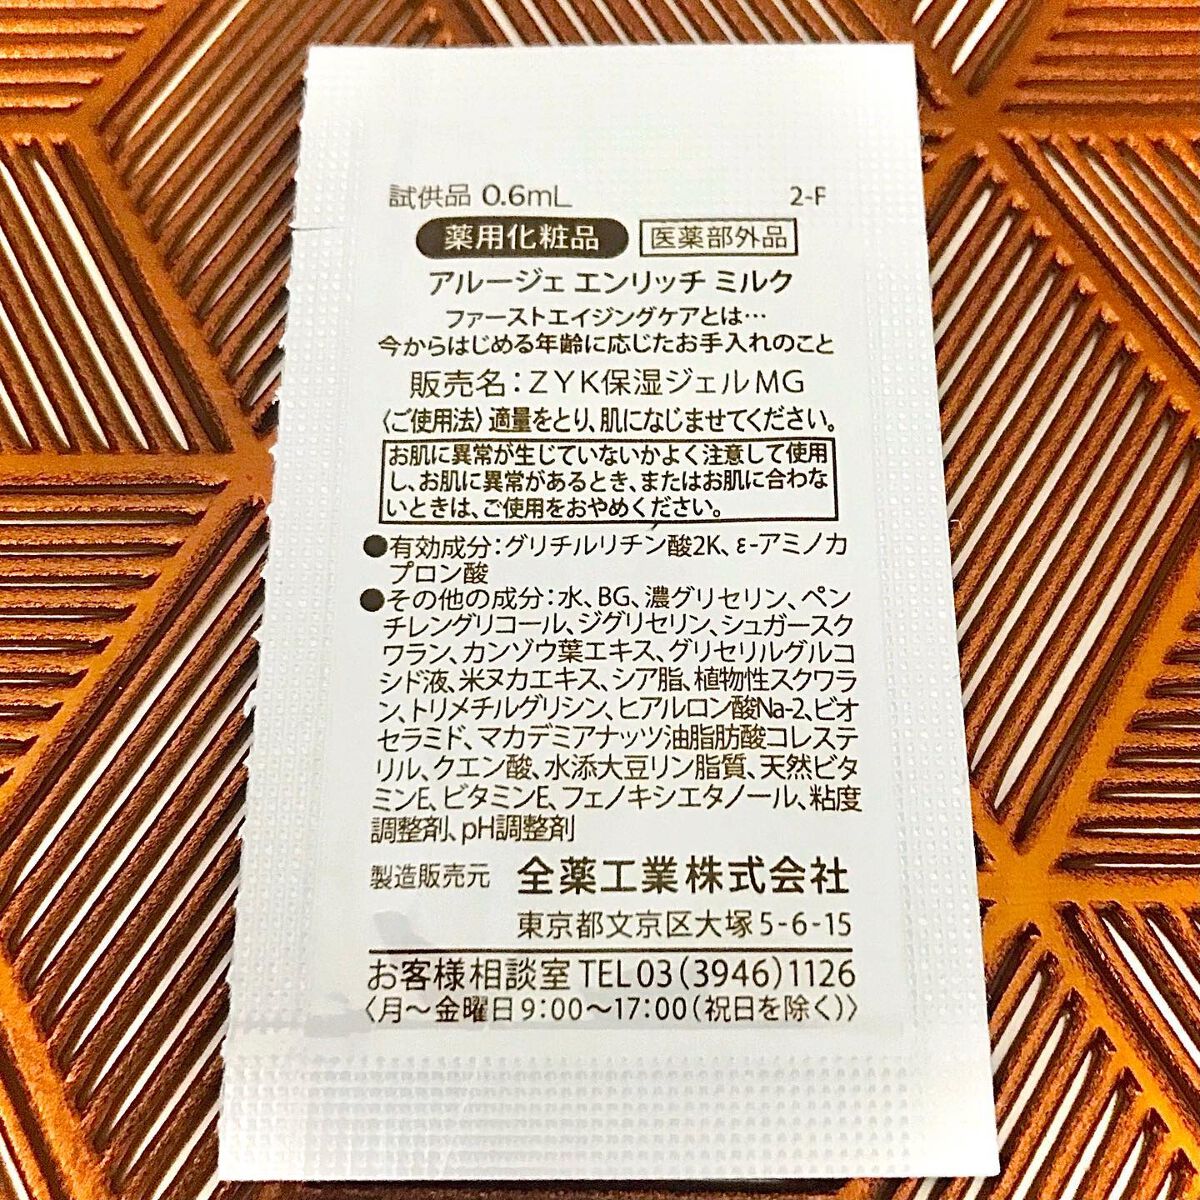 試供品 0.6mL 2-F
薬用化粧品 医薬部外品
アルージェ エンリッチ ミルク
ファーストエイジングケアとは…
今からはじめる年齢に応じたお手入れのこと
販売名：ZYK保湿ジェルMG
〈ご使用法〉適量をとり、肌になじませてください。
お肌に異常が生じていないかよく注意して使用
し、お肌に異常があるとき、またはお肌に合わな
いときは、ご使用をおやめください。
●有効成分：グリチルリチン酸2K、ε-アミノカ
プロン酸
●その他の成分：水、BG、濃グリセリン、ペン
チレングリコール、ジグリセリン、シュガースク
ワラン、カンゾウ葉エキス、グリセリルグルコ
シド液、米ヌカエキス、シア脂、植物性スクワラ
ン、トリメチルグリシン、ヒアルロン酸Na-2、ビオ
セラミド、マカデミアナッツ油脂肪酸コレステ
リル、クエン酸、水添大豆リン脂質、天然ビタ
ミンE、ビタミンE、フェノキシエタノール、粘度
調整剤、pH調整剤
製造販売元 全薬工業株式会社
東京都文京区大塚5-6-15
お客様相談室 TEL03(3946)1126
〈月～金曜日9:00～17:00(祝日を除く)〉